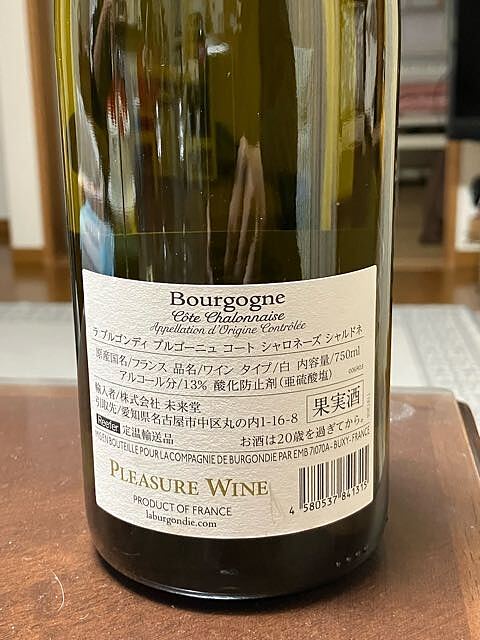 Bourgogne
Côte Chalonnaise
Appellation d'Origine Contrôlée
ラ ブルゴンディ ブルゴーニュ コート シャロネーズ シャルドネ
原産国名/フランス 品名/ワイン タイプ/白 内容量/750ml
アルコール分/13% 酸化防止剤(亜硫酸塩)
輸入者/株式会社 未来堂
引取先/愛知県名古屋市中区丸の内1-16-8
果実酒
Reefer 定温輸送品
お酒は20歳を過ぎてから。
MIS EN BOUTEILLE POUR LA COMPAGNIE DE BURGONDIE PAR EMB 71070A - BUXY - FRANCE
PLEASURE WINE
PRODUCT OF FRANCE
laburgondie.com
4 580537 841315